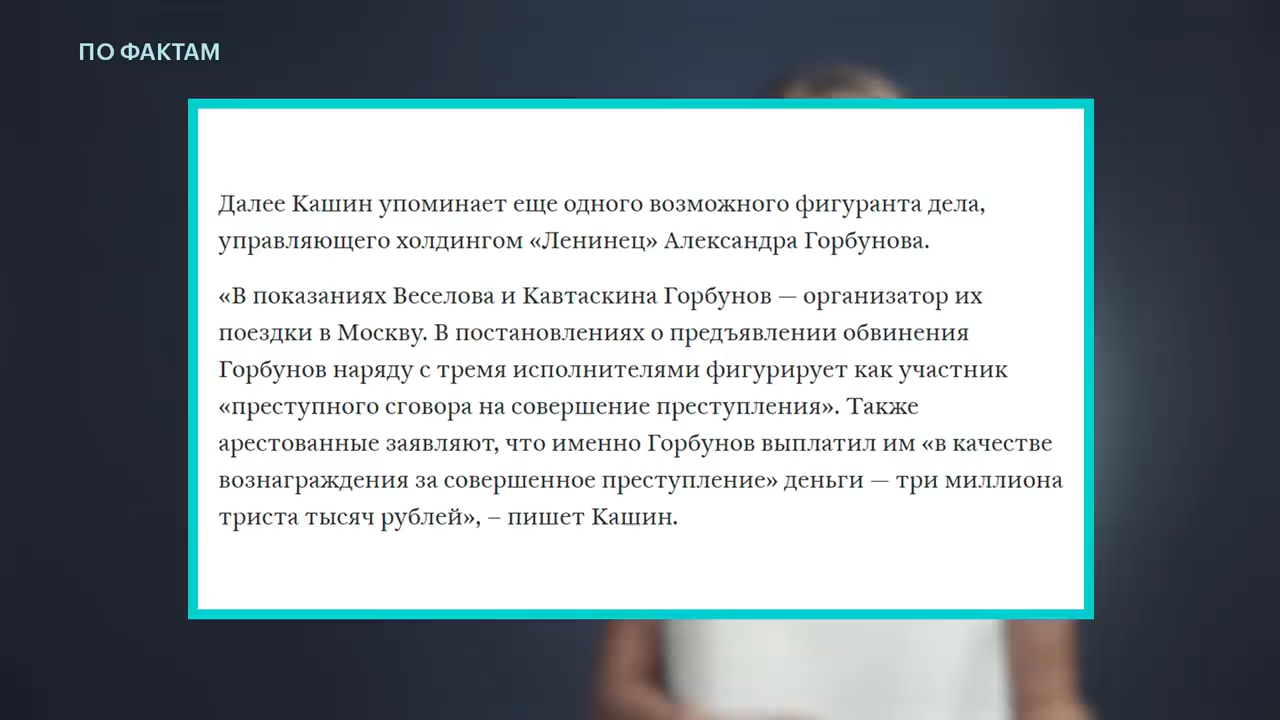 ПО ФАКТАМ
Далее Кашин упоминает еще одного возможного фигуранта дела,
управляющего холдингом «Ленинец» Александра Горбунова.
«В показаниях Веселова и Кавтаскина Горбунов — организатор их
поездки в Москву. В постановлениях о предъявлении обвинения
Горбунов наряду с тремя исполнителями фигурирует как участник
«преступного сговора на совершение преступления». Также
арестованные заявляют, что именно Горбунов выплатил им «в качестве
вознаграждения за совершенное преступление» деньги — три миллиона
триста тысяч рублей», – пишет Кашин.